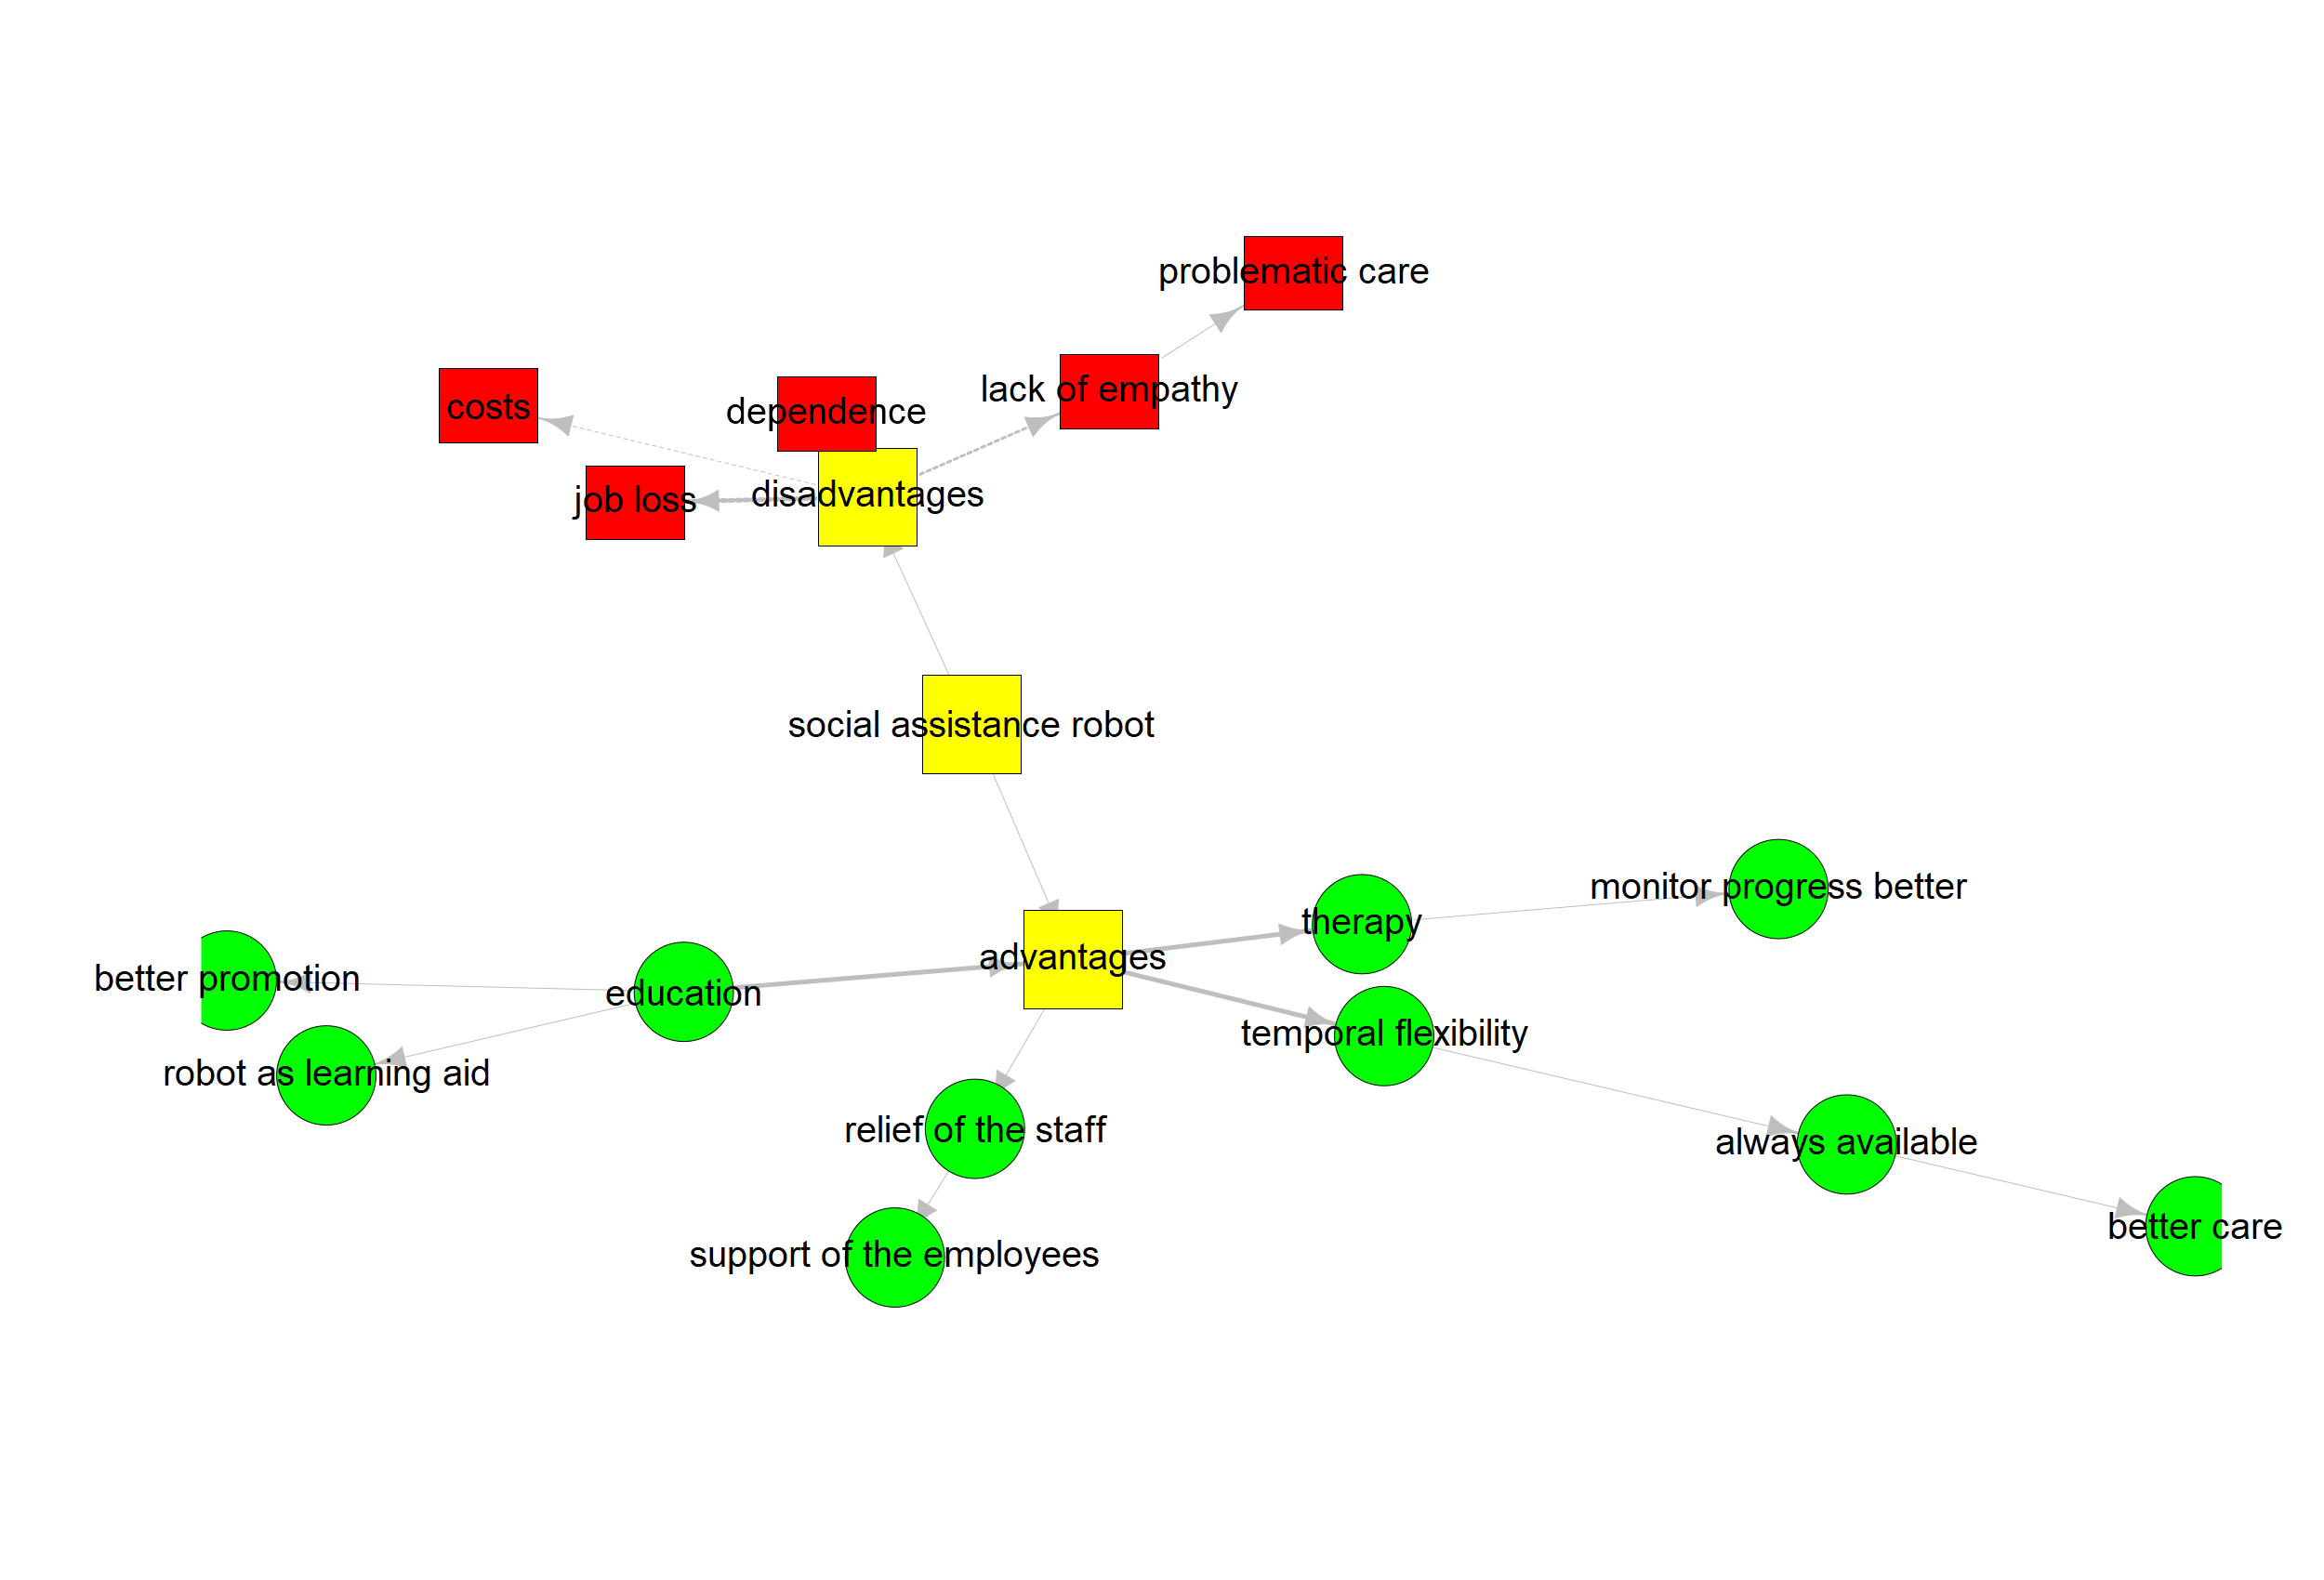 problematic care
lack of empathy
costs
dependence
disadvantages
job loss
social assistance robot
monitor progress better
therapy
advantages
better promotion
education
temporal flexibility
robot as learning aid
relief of the staff
always available
better care
support of the employees